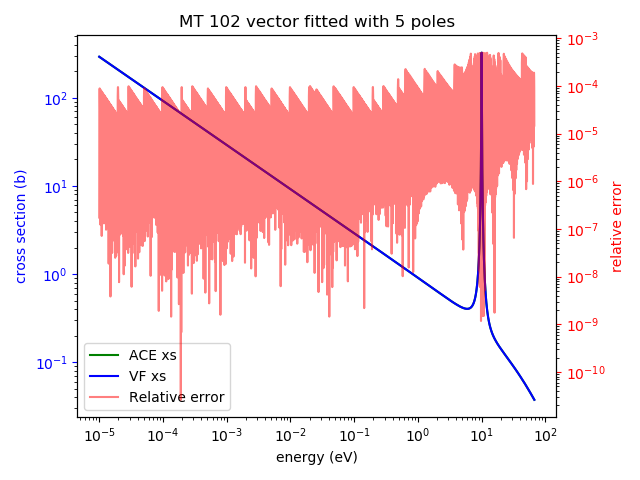 MT 102 vector fitted with 5 poles
cross section (b)
10^2
10^1
10^0
10^-1
10^-3
10^-4
10^-5
10^-6
10^-7
10^-8
10^-9
10^-10
relative error
ACE xs
VF xs
Relative error
10^-5 10^-4 10^-3 10^-2 10^-1 10^0 10^1 10^2
energy (eV)